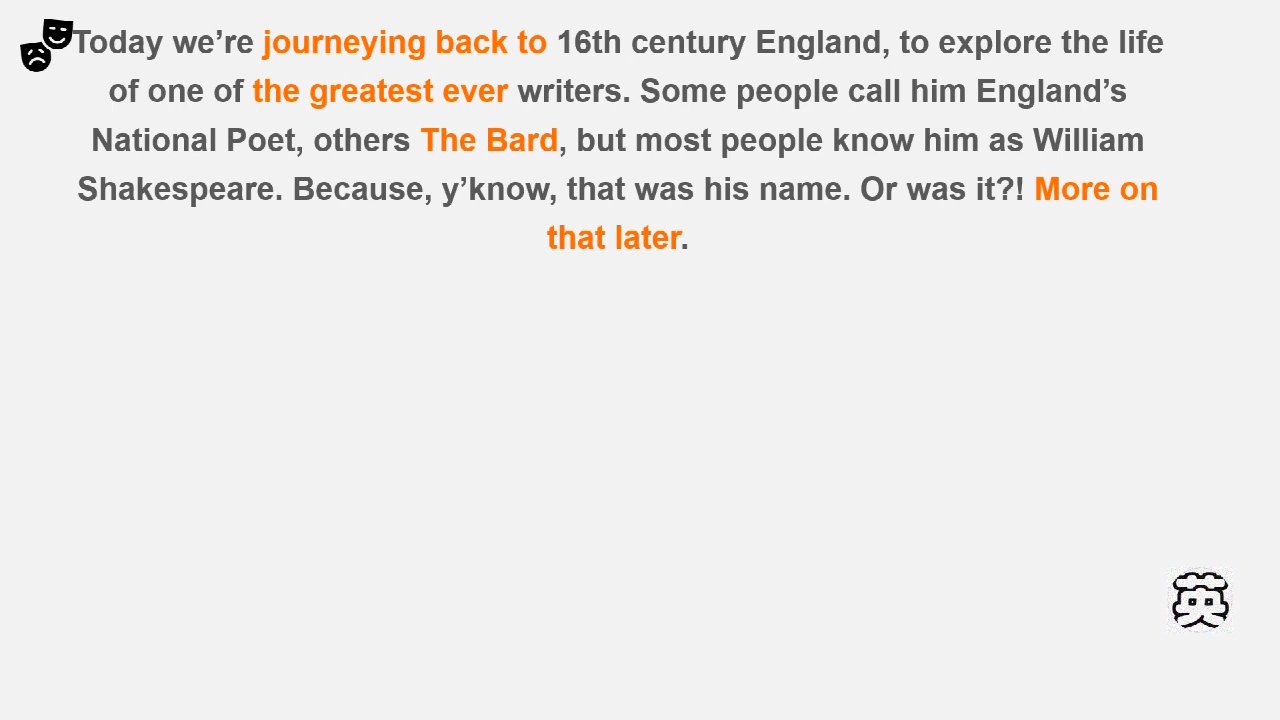 Today we’re journeying back to 16th century England, to explore the life
of one of the greatest ever writers. Some people call him England’s
National Poet, others The Bard, but most people know him as William
Shakespeare. Because, y’know, that was his name. Or was it?! More on
that later.
英